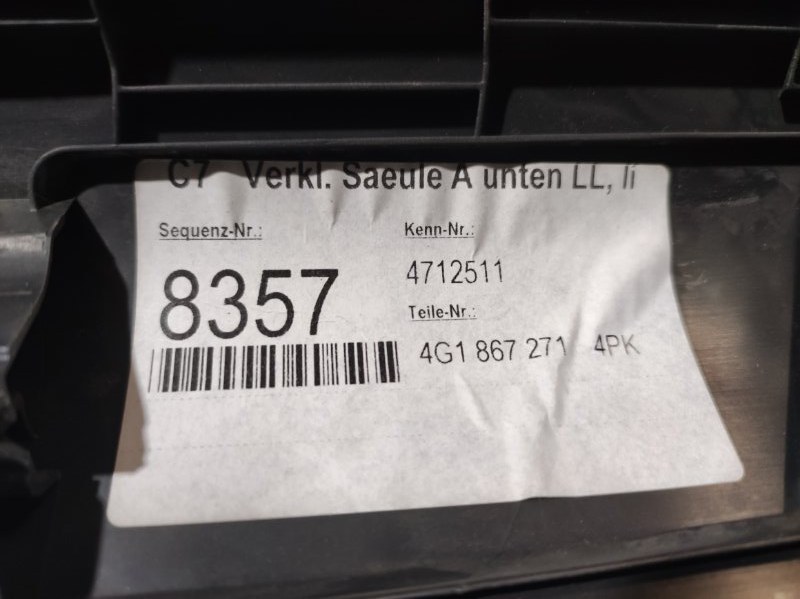 C7 Verkl. Saeule A unten LL, li
Sequenz-Nr.:
8357
Kenn-Nr.:
4712511
Teile-Nr.:
4G1 867 271 4PK